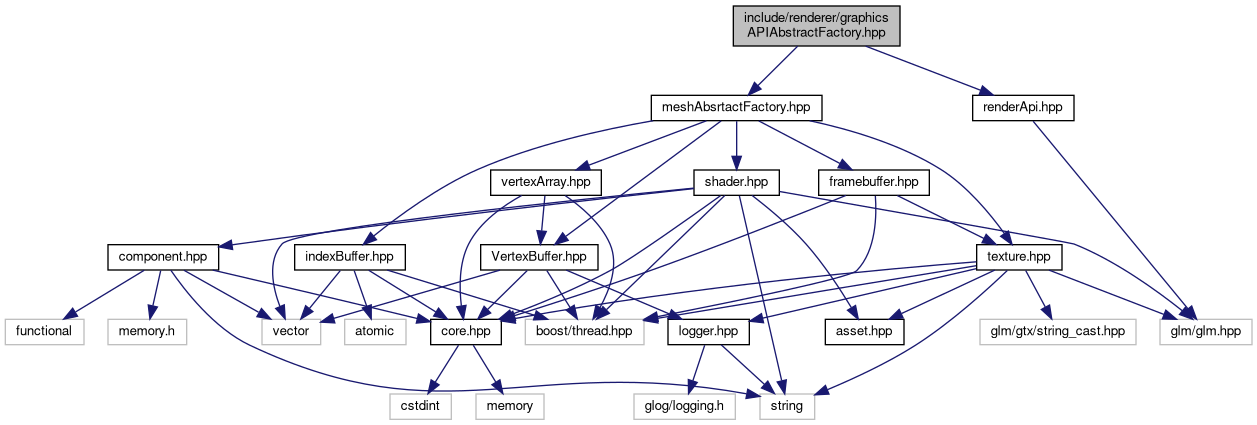 include/renderer/graphics
APIAbstractFactory.hpp
meshAbsrtactFactory.hpp
renderApi.hpp
vertexArray.hpp
shader.hpp
framebuffer.hpp
component.hpp
indexBuffer.hpp
VertexBuffer.hpp
texture.hpp
functional
memory.h
vector
atomic
core.hpp
boost/thread.hpp
logger.hpp
asset.hpp
glm/gtx/string_cast.hpp
glm/glm.hpp
cstdint
memory
glog/logging.h
string